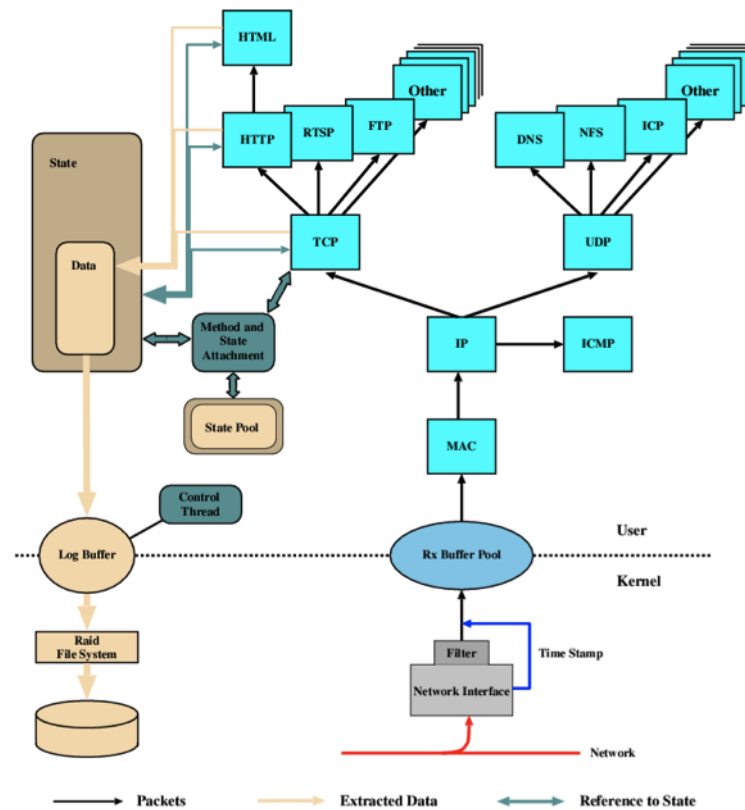 HTML
Other
Other
HTTP
RTSP
FTP
DNS
NFS
ICP
State
TCP
UDP
Data
Method and
State
Attachment
IP
ICMP
State Pool
MAC
Control
Thread
User
Log Buffer
Rx Buffer Pool
Kernel
Raid
File System
Filter
Time Stamp
Network Interface
Network
Packets
Extracted Data
Reference to State